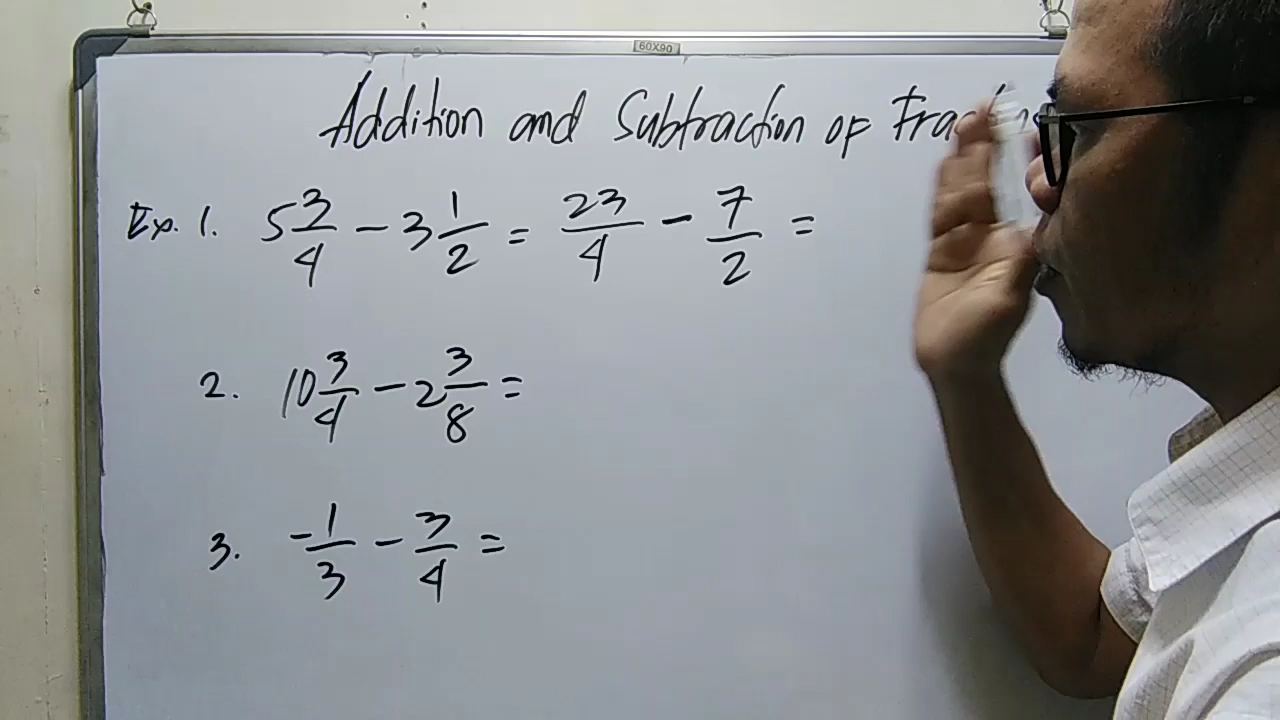 60X90
Addition and Subtraction of
Ex. 1. 5 3/4 - 3 1/2 = 23/4 - 7/2 =
2. 10 3/4 - 2 3/8 =
3. -1/3 - 3/4 =